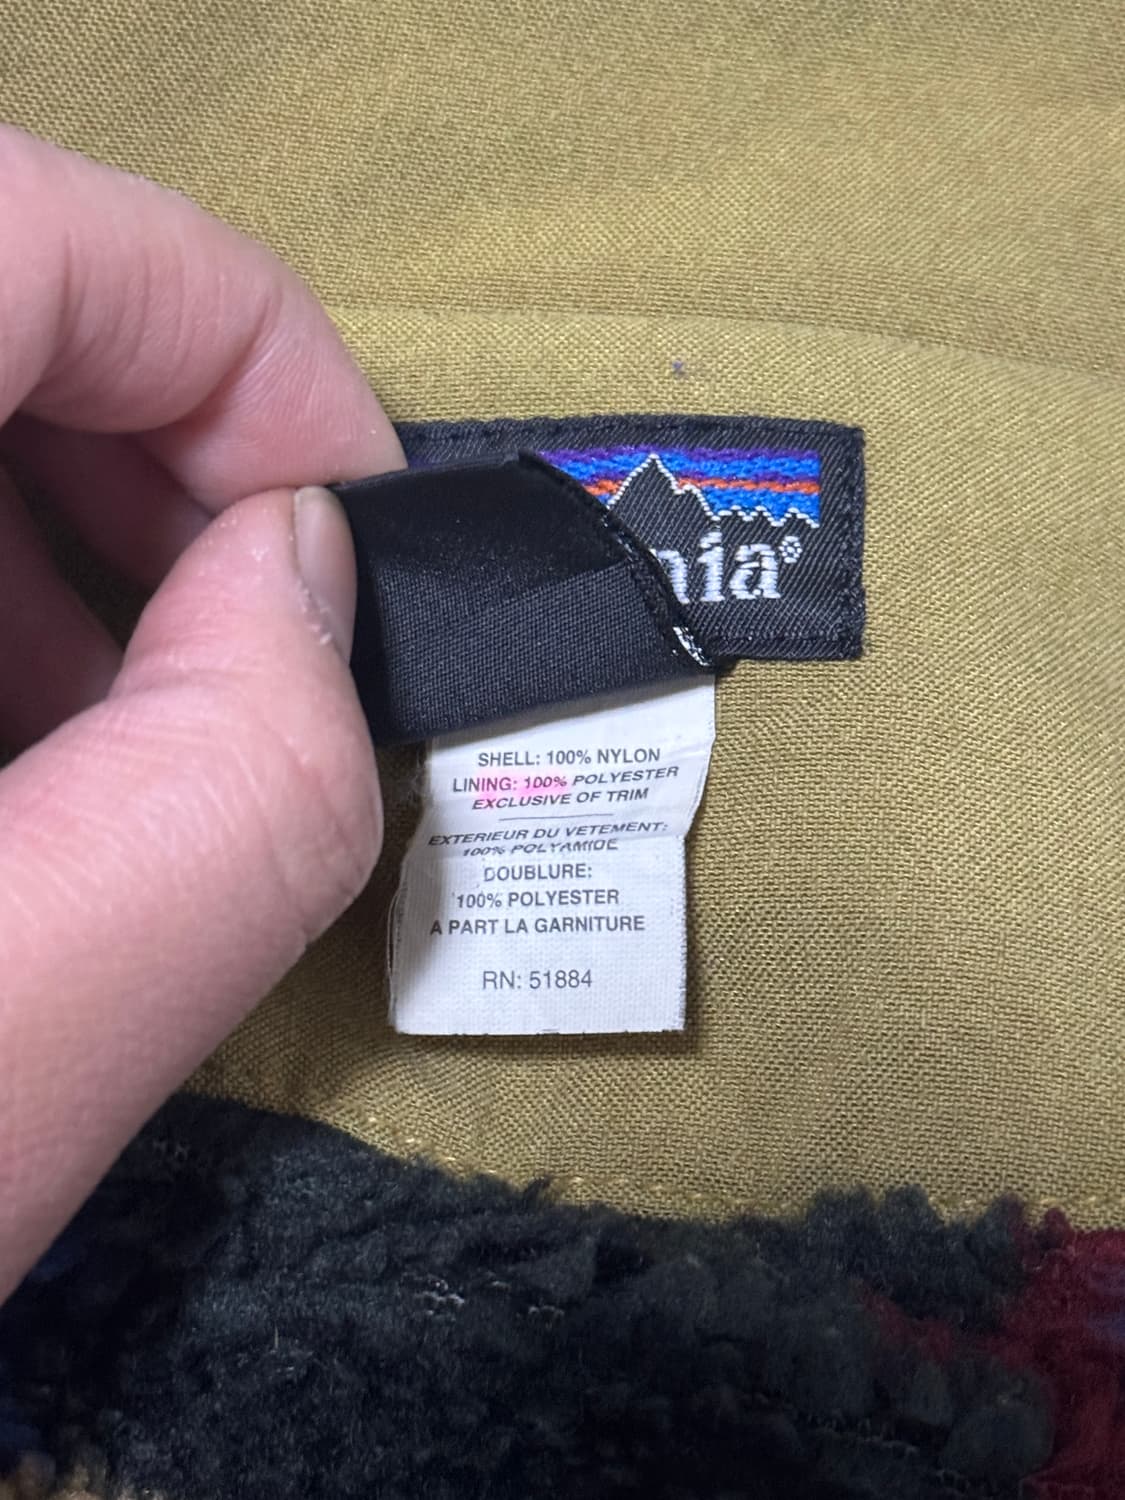 nia®
SHELL: 100% NYLON
LINING: 100% POLYESTER
EXCLUSIVE OF TRIM
EXTERIEUR DU VETEMENT:
100% POLYAMIDE
DOUBLURE:
100% POLYESTER
A PART LA GARNITURE
RN: 51884